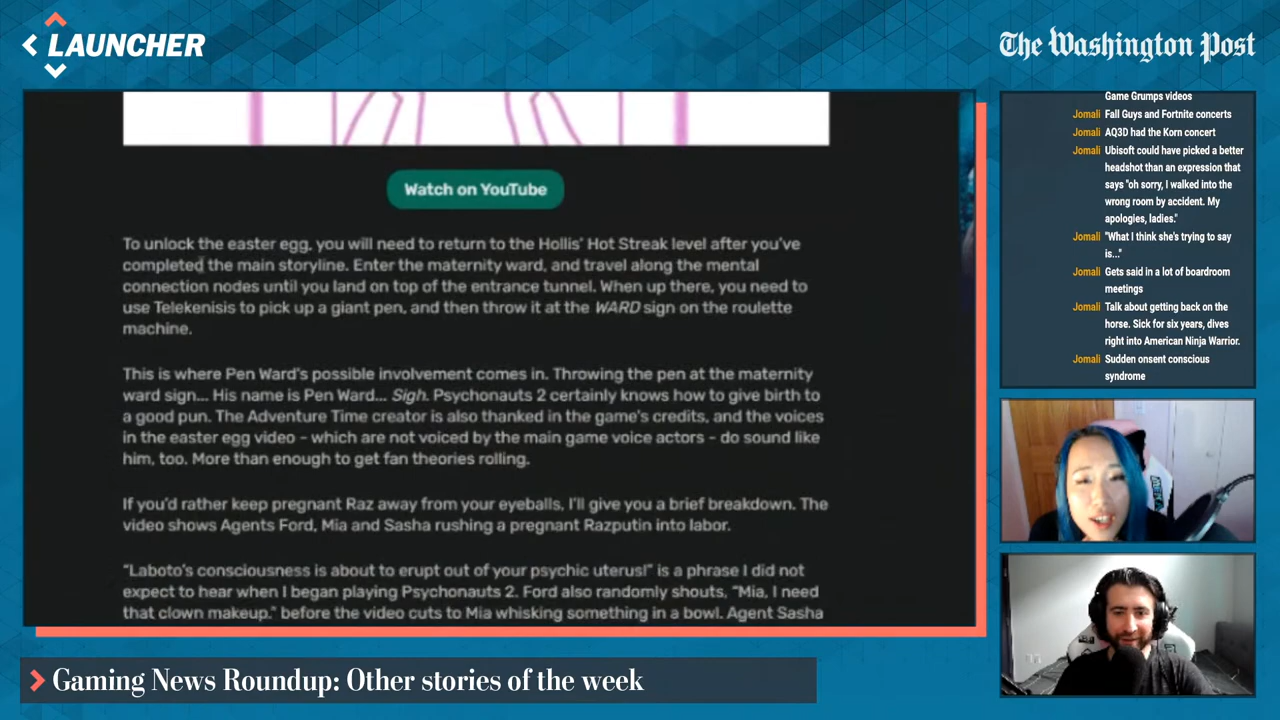 LAUNCHER
The Washington Post
Watch on YouTube
To unlock the easter egg, you will need to return to the Hollis' Hot Streak level after you've
completed the main storyline. Enter the maternity ward, and travel along the mental
connection nodes until you land on top of the entrance tunnel. When up there, you need to
use Telekenisis to pick up a giant pen, and then throw it at the WARD sign on the roulette
machine.
This is where Pen Ward's possible involvement comes in. Throwing the pen at the maternity
ward sign... His name is Pen Ward... Sigh. Psychonauts 2 certainly knows how to give birth to
a good pun. The Adventure Time creator is also thanked in the game's credits, and the voices
in the easter egg video - which are not voiced by the main game voice actors - do sound like
him, too. More than enough to get fan theories rolling.
If you'd rather keep pregnant Raz away from your eyeballs, I'll give you a brief breakdown. The
video shows Agents Ford, Mia and Sasha rushing a pregnant Razputin into labor.
“Laboto's consciousness is about to erupt out of your psychic uterus!” is a phrase I did not
expect to hear when I began playing Psychonauts 2. Ford also randomly shouts, “Mia, I need
that clown makeup.” before the video cuts to Mia whisking something in a bowl. Agent Sasha
Game Grumps videos
Jomali Fall Guys and Fortnite concerts
Jomali AQ3D had the Korn concert
Jomali Ubisoft could have picked a better
headshot than an expression that
says "oh sorry, I walked into the
wrong room by accident. My
apologies, ladies."
Jomali "What I think she's trying to say
is..."
Jomali Gets said in a lot of boardroom
meetings
Jomali Talk about getting back on the
horse. Sick for six years, dives
right into American Ninja Warrior.
Jomali Sudden onsent conscious
syndrome
Gaming News Roundup: Other stories of the week